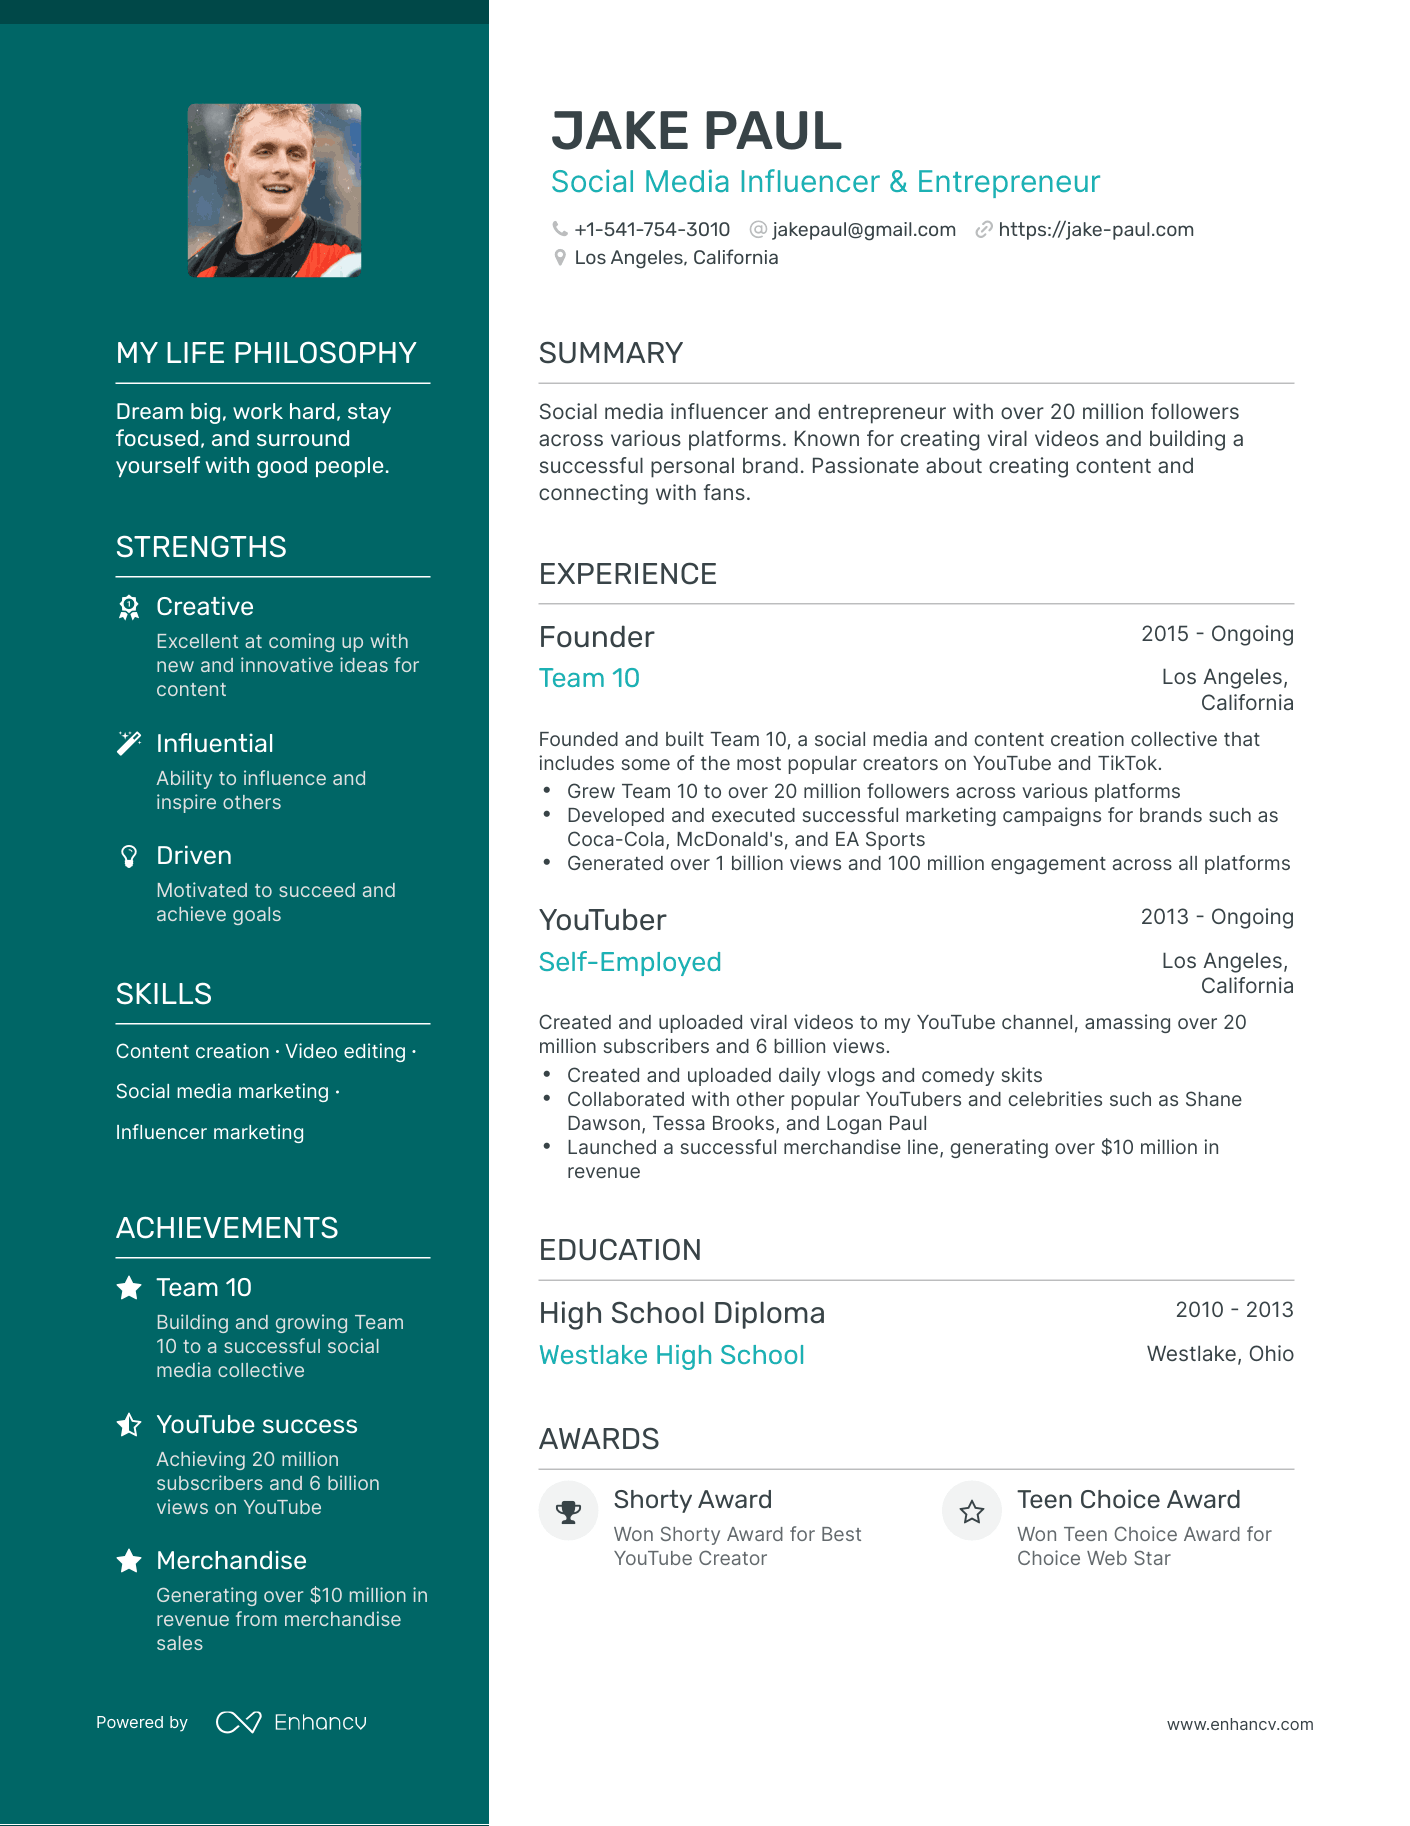 JAKE PAUL
Social Media Influencer & Entrepreneur
+1-541-754-3010 @ jakepaul@gmail.com https://jake-paul.com
Los Angeles, California
MY LIFE PHILOSOPHY
Dream big, work hard, stay
focused, and surround
yourself with good people.
STRENGTHS
Creative
Excellent at coming up with
new and innovative ideas for
content
Influential
Ability to influence and
inspire others
Driven
Motivated to succeed and
achieve goals
SKILLS
Content creation · Video editing ·
Social media marketing ·
Influencer marketing
ACHIEVEMENTS
Team 10
Building and growing Team
10 to a successful social
media collective
YouTube success
Achieving 20 million
subscribers and 6 billion
views on YouTube
Merchandise
Generating over $10 million in
revenue from merchandise
sales
Powered by Enhancv
SUMMARY
Social media influencer and entrepreneur with over 20 million followers
across various platforms. Known for creating viral videos and building a
successful personal brand. Passionate about creating content and
connecting with fans.
EXPERIENCE
Founder 2015 - Ongoing
Team 10 Los Angeles,
California
Founded and built Team 10, a social media and content creation collective that
includes some of the most popular creators on YouTube and TikTok.
• Grew Team 10 to over 20 million followers across various platforms
• Developed and executed successful marketing campaigns for brands such as
Coca-Cola, McDonald's, and EA Sports
• Generated over 1 billion views and 100 million engagement across all platforms
YouTuber 2013 - Ongoing
Self-Employed Los Angeles,
California
Created and uploaded viral videos to my YouTube channel, amassing over 20
million subscribers and 6 billion views.
• Created and uploaded daily vlogs and comedy skits
• Collaborated with other popular YouTubers and celebrities such as Shane
Dawson, Tessa Brooks, and Logan Paul
• Launched a successful merchandise line, generating over $10 million in
revenue
EDUCATION
High School Diploma 2010 - 2013
Westlake High School Westlake, Ohio
AWARDS
Shorty Award
Won Shorty Award for Best
YouTube Creator
Teen Choice Award
Won Teen Choice Award for
Choice Web Star
www.enhancv.com